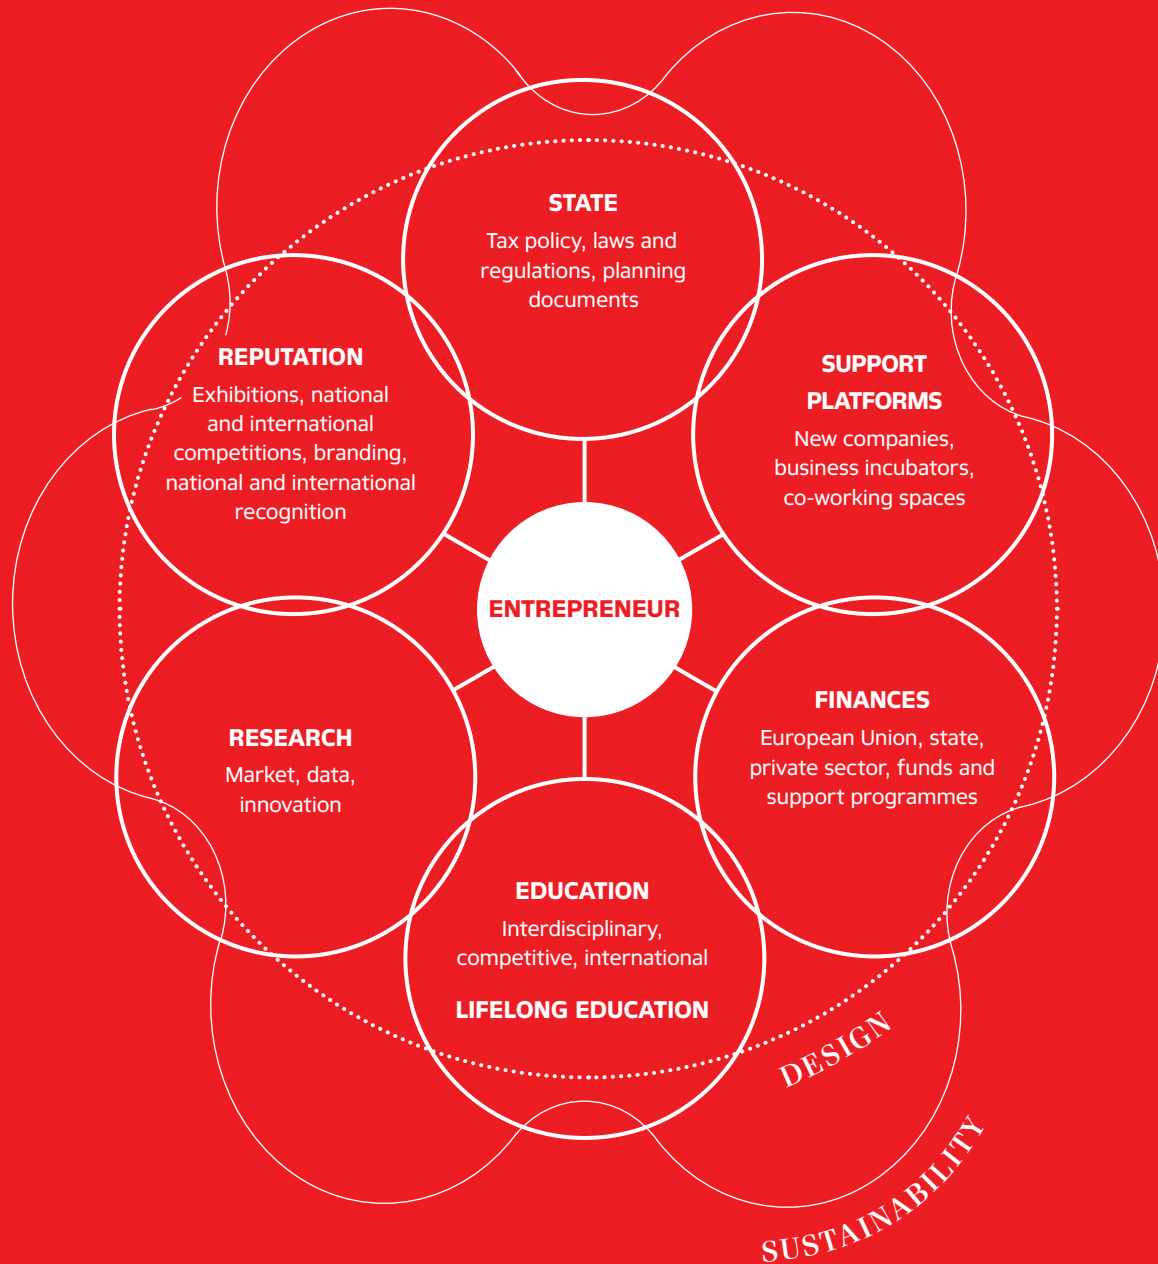 STATE
Tax policy, laws and
regulations, planning
documents
REPUTATION
Exhibitions, national
and international
competitions, branding,
national and international
recognition
SUPPORT
PLATFORMS
New companies,
business incubators,
co-working spaces
ENTREPRENEUR
RESEARCH
Market, data,
innovation
FINANCES
European Union, state,
private sector, funds and
support programmes
EDUCATION
Interdisciplinary,
competitive, international
LIFELONG EDUCATION
DESIGN
SUSTAINABILITY